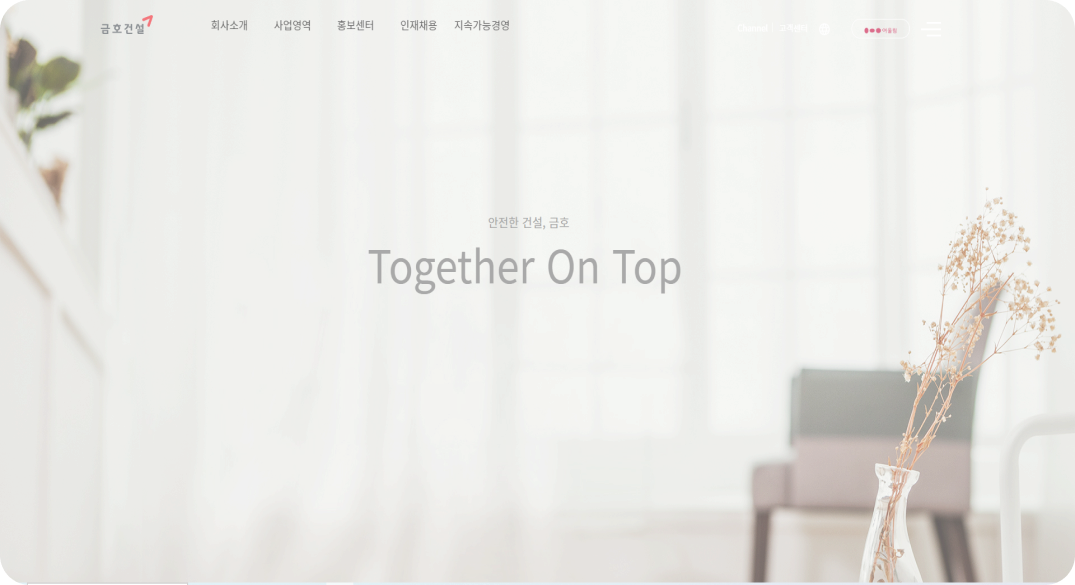 금호건설
회사소개 사업영역 홍보센터 인재채용 지속가능경영
Channel 고객센터
어울림
안전한 건설, 금호
Together On Top